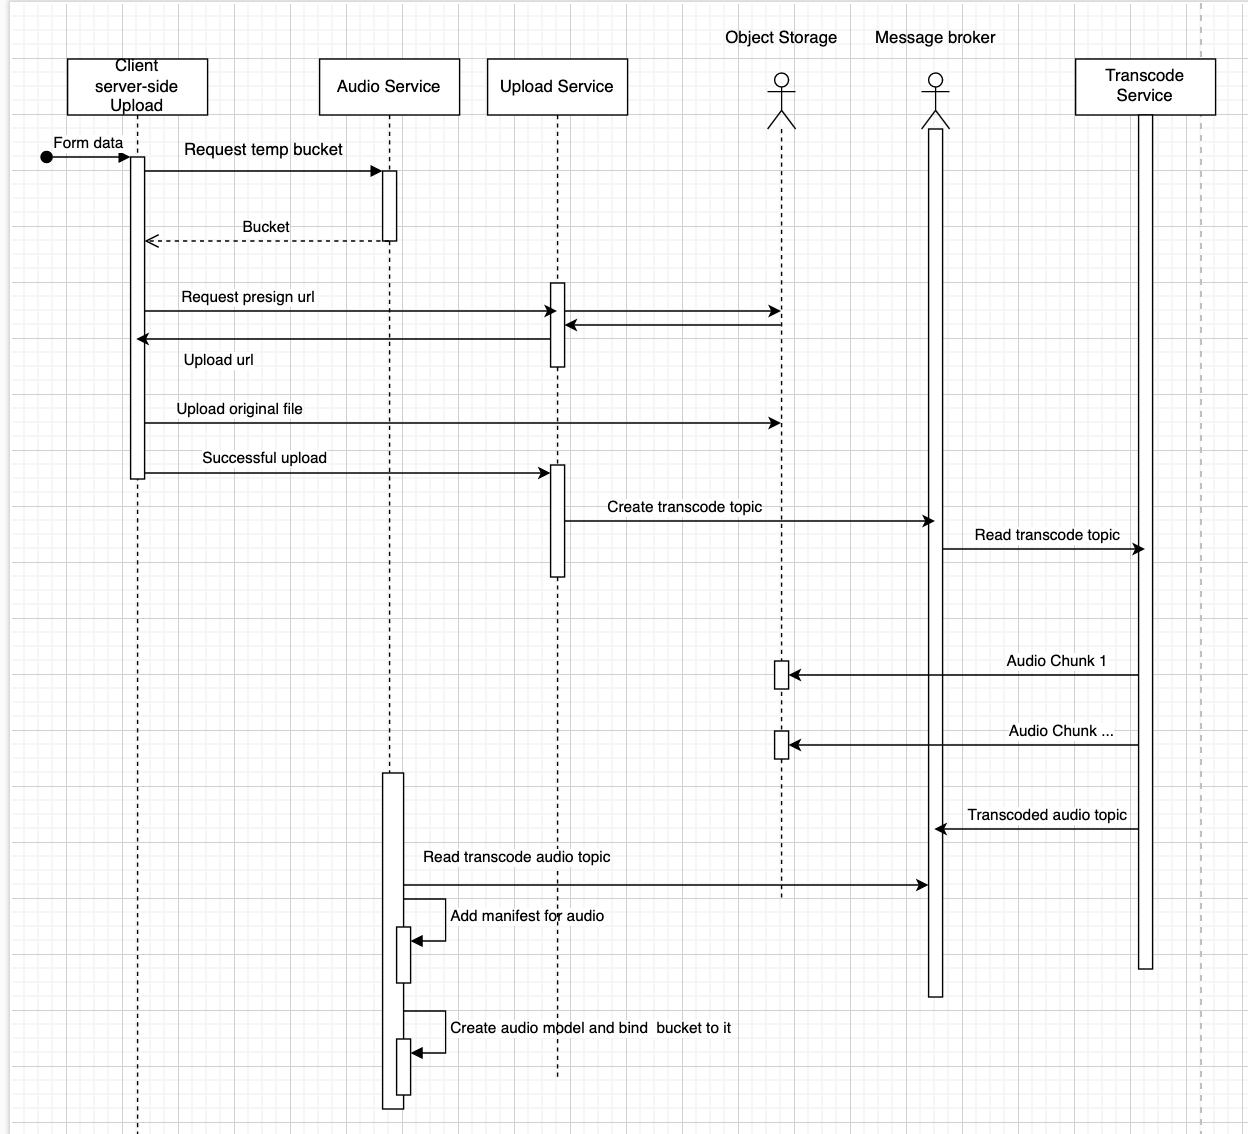 Object Storage
Message broker
Client
server-side
Upload
Audio Service
Upload Service
Transcode
Service
Form data
Request temp bucket
Bucket
Request presign url
Upload url
Upload original file
Successful upload
Create transcode topic
Read transcode topic
Audio Chunk 1
Audio Chunk ...
Transcoded audio topic
Read transcode audio topic
Add manifest for audio
Create audio model and bind  bucket to it